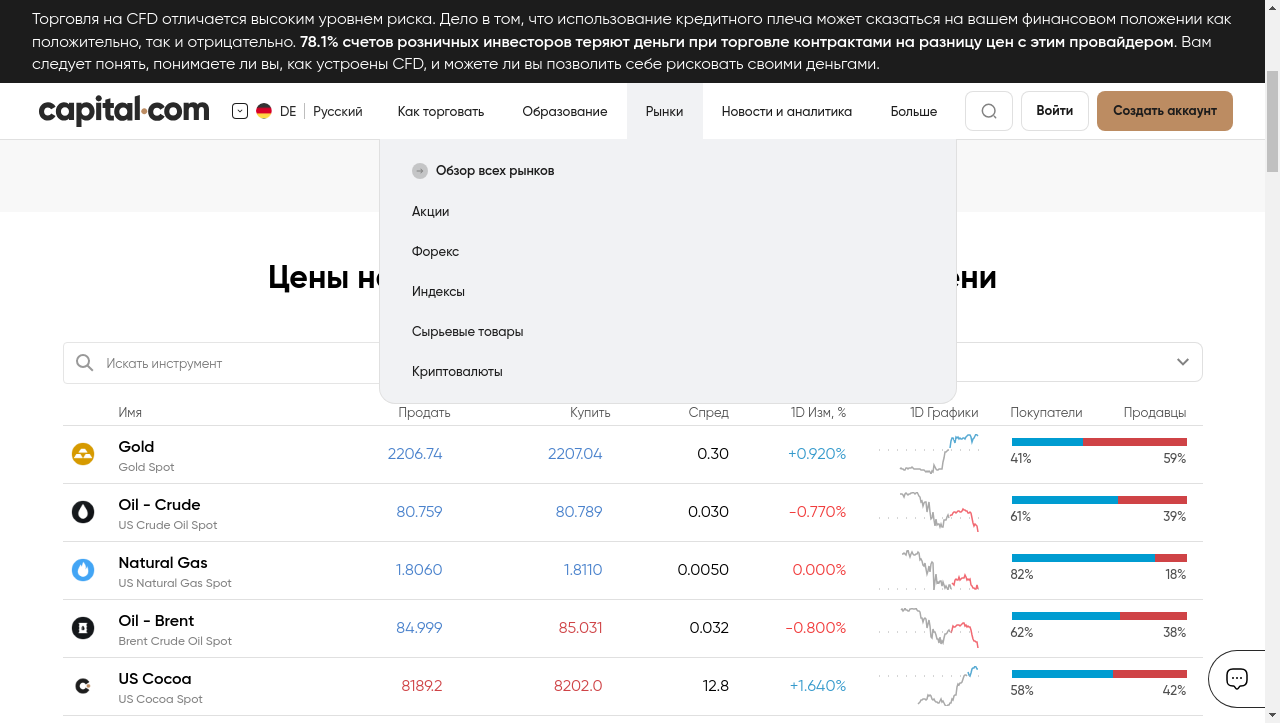 Торговля на CFD отличается высоким уровнем риска. Дело в том, что использование кредитного плеча может сказаться на вашем финансовом положении как
положительно, так и отрицательно. 78.1% счетов розничных инвесторов теряют деньги при торговле контрактами на разницу цен с этим провайдером. Вам
следует понять, понимаете ли вы, как устроены CFD, и можете ли вы позволить себе рисковать своими деньгами.
capital.com DE Русский Как торговать Образование Рынки Новости и аналитика Больше Войти Создать аккаунт
Обзор всех рынков
Акции
Форекс
Индексы
Сырьевые товары
Криптовалюты
Цены
Искать инструмент
Имя Продать Купить Спред 1D Изм, % 1D Графики Покупатели Продавцы
Gold 2206.74 2207.04 0.30 +0.920% 41% 59%
Gold Spot
Oil - Crude 80.759 80.789 0.030 -0.770% 61% 39%
US Crude Oil Spot
Natural Gas 1.8060 1.8110 0.0050 0.000% 82% 18%
US Natural Gas Spot
Oil - Brent 84.999 85.031 0.032 -0.800% 62% 38%
Brent Crude Oil Spot
US Cocoa 8189.2 8202.0 12.8 +1.640% 58% 42%
US Cocoa Spot